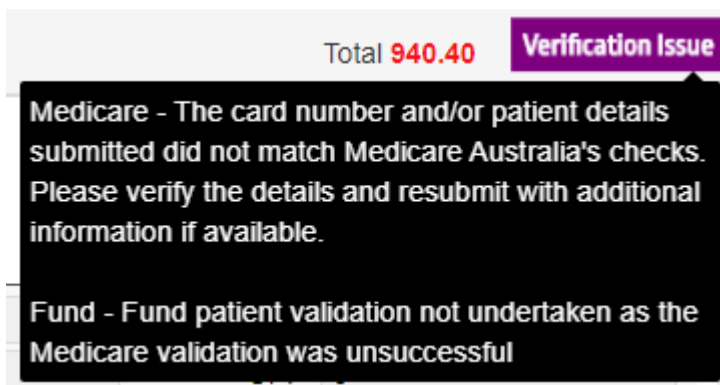 Total 940.40 Verification Issue
Medicare - The card number and/or patient details
submitted did not match Medicare Australia's checks.
Please verify the details and resubmit with additional
information if available.
Fund - Fund patient validation not undertaken as the
Medicare validation was unsuccessful